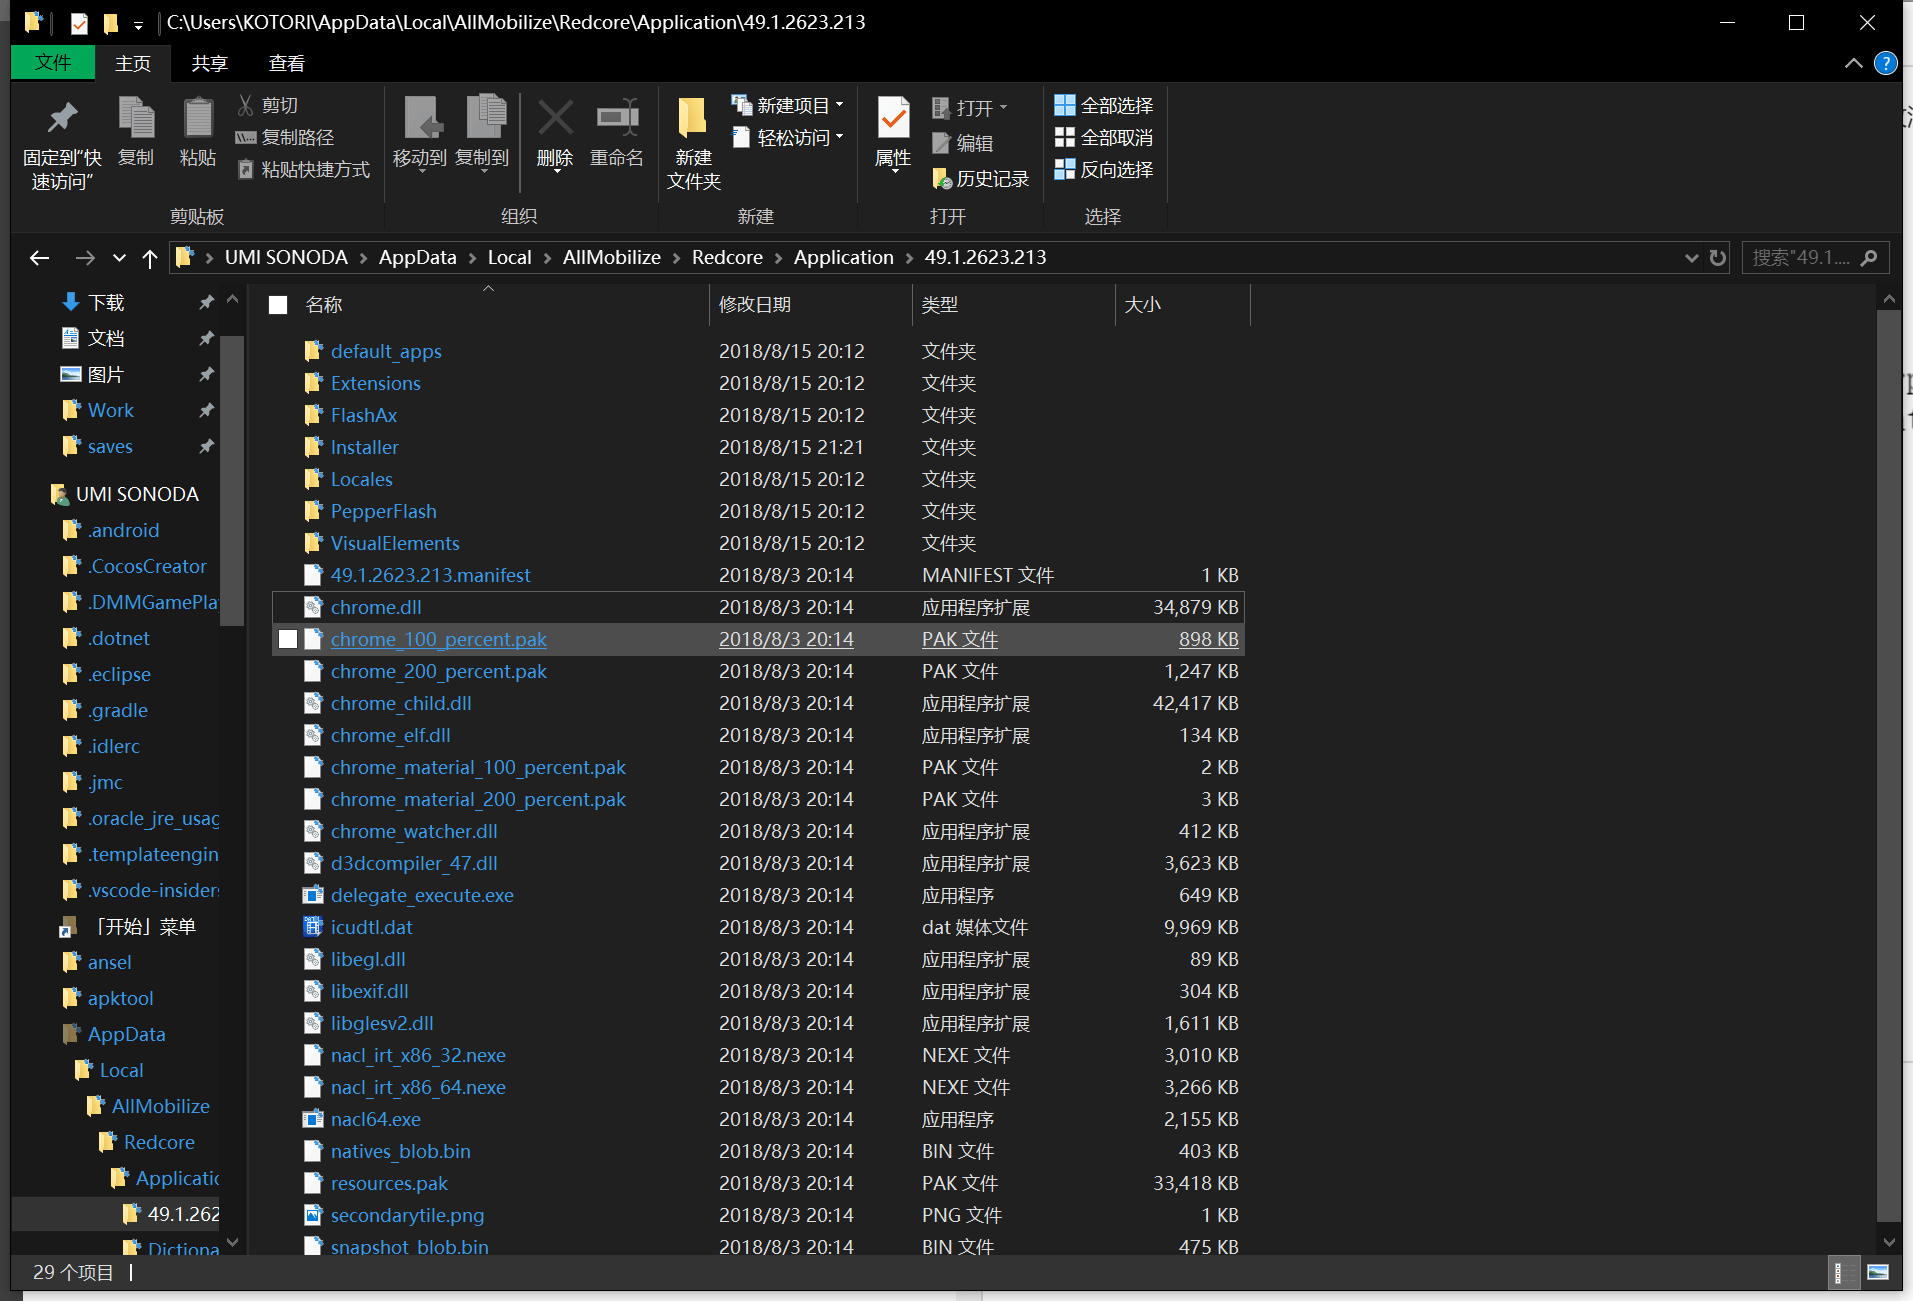 C:\Users\KOTORI\AppData\Local\AllMobilize\Redcore\Application\49.1.2623.213
文件 主页 共享 查看
固定到"快速访问"
复制
粘贴
剪切
复制路径
粘贴快捷方式
剪贴板
移动到
复制到
删除
重命名
组织
新建文件夹
新建项目
轻松访问
新建
属性
打开
编辑
历史记录
打开
全部选择
全部取消
反向选择
选择
UMI SONODA > AppData > Local > AllMobilize > Redcore > Application > 49.1.2623.213
搜索"49.1....
下载
文档
图片
Work
saves
UMI SONODA
.android
.CocosCreator
.DMMGamePla
.dotnet
.eclipse
.gradle
.idlerc
.jmc
.oracle_jre_usag
.templateengin
.vscode-insiders
「开始」菜单
ansel
apktool
AppData
Local
AllMobilize
Redcore
Applicatio
49.1.262
Dictiona
名称 修改日期 类型 大小
default_apps 2018/8/15 20:12 文件夹
Extensions 2018/8/15 20:12 文件夹
FlashAx 2018/8/15 20:12 文件夹
Installer 2018/8/15 21:21 文件夹
Locales 2018/8/15 20:12 文件夹
PepperFlash 2018/8/15 20:12 文件夹
VisualElements 2018/8/15 20:12 文件夹
49.1.2623.213.manifest 2018/8/3 20:14 MANIFEST 文件 1 KB
chrome.dll 2018/8/3 20:14 应用程序扩展 34,879 KB
chrome_100_percent.pak 2018/8/3 20:14 PAK 文件 898 KB
chrome_200_percent.pak 2018/8/3 20:14 PAK 文件 1,247 KB
chrome_child.dll 2018/8/3 20:14 应用程序扩展 42,417 KB
chrome_elf.dll 2018/8/3 20:14 应用程序扩展 134 KB
chrome_material_100_percent.pak 2018/8/3 20:14 PAK 文件 2 KB
chrome_material_200_percent.pak 2018/8/3 20:14 PAK 文件 3 KB
chrome_watcher.dll 2018/8/3 20:14 应用程序扩展 412 KB
d3dcompiler_47.dll 2018/8/3 20:14 应用程序扩展 3,623 KB
delegate_execute.exe 2018/8/3 20:14 应用程序 649 KB
icudtl.dat 2018/8/3 20:14 dat 媒体文件 9,969 KB
libegl.dll 2018/8/3 20:14 应用程序扩展 89 KB
libexif.dll 2018/8/3 20:14 应用程序扩展 304 KB
libglesv2.dll 2018/8/3 20:14 应用程序扩展 1,611 KB
nacl_irt_x86_32.nexe 2018/8/3 20:14 NEXE 文件 3,010 KB
nacl_irt_x86_64.nexe 2018/8/3 20:14 NEXE 文件 3,266 KB
nacl64.exe 2018/8/3 20:14 应用程序 2,155 KB
natives_blob.bin 2018/8/3 20:14 BIN 文件 403 KB
resources.pak 2018/8/3 20:14 PAK 文件 33,418 KB
secondarytile.png 2018/8/3 20:14 PNG 文件 1 KB
snapshot_blob.bin 2018/8/3 20:14 BIN 文件 475 KB
29 个项目